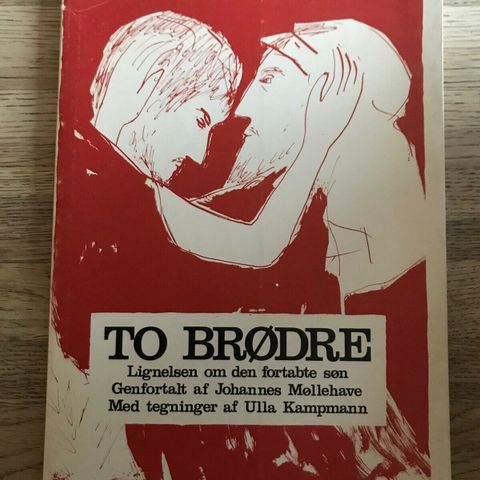 TO BRØDRE
Lignelsen om den fortabte søn
Genfortalt af Johannes Møllehave
Med tegninger af Ulla Kampmann